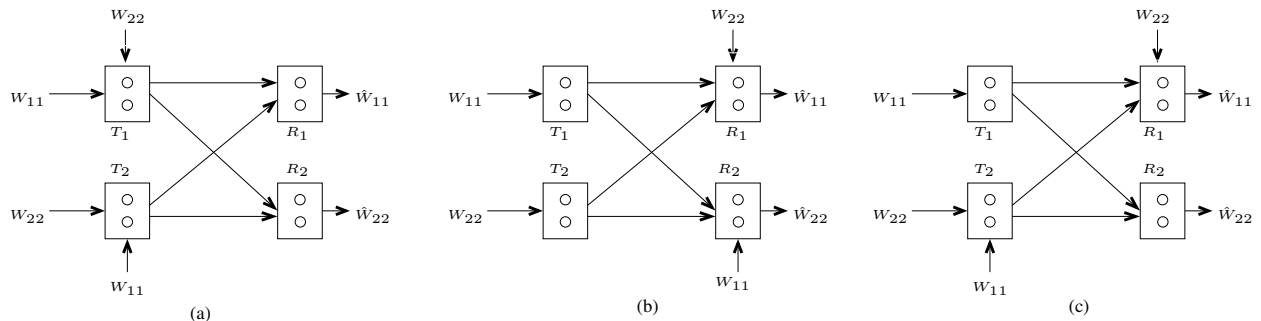 W₂₂
W₁₁ Ŵ₁₁
T₁ R₁
T₂ R₂
W₂₂ Ŵ₂₂
W₁₁
(a)
W₂₂
W₁₁ Ŵ₁₁
T₁ R₁
T₂ R₂
W₂₂ Ŵ₂₂
W₁₁
(b)
W₂₂
W₁₁ Ŵ₁₁
T₁ R₁
T₂ R₂
W₂₂ Ŵ₂₂
W₁₁
(c)